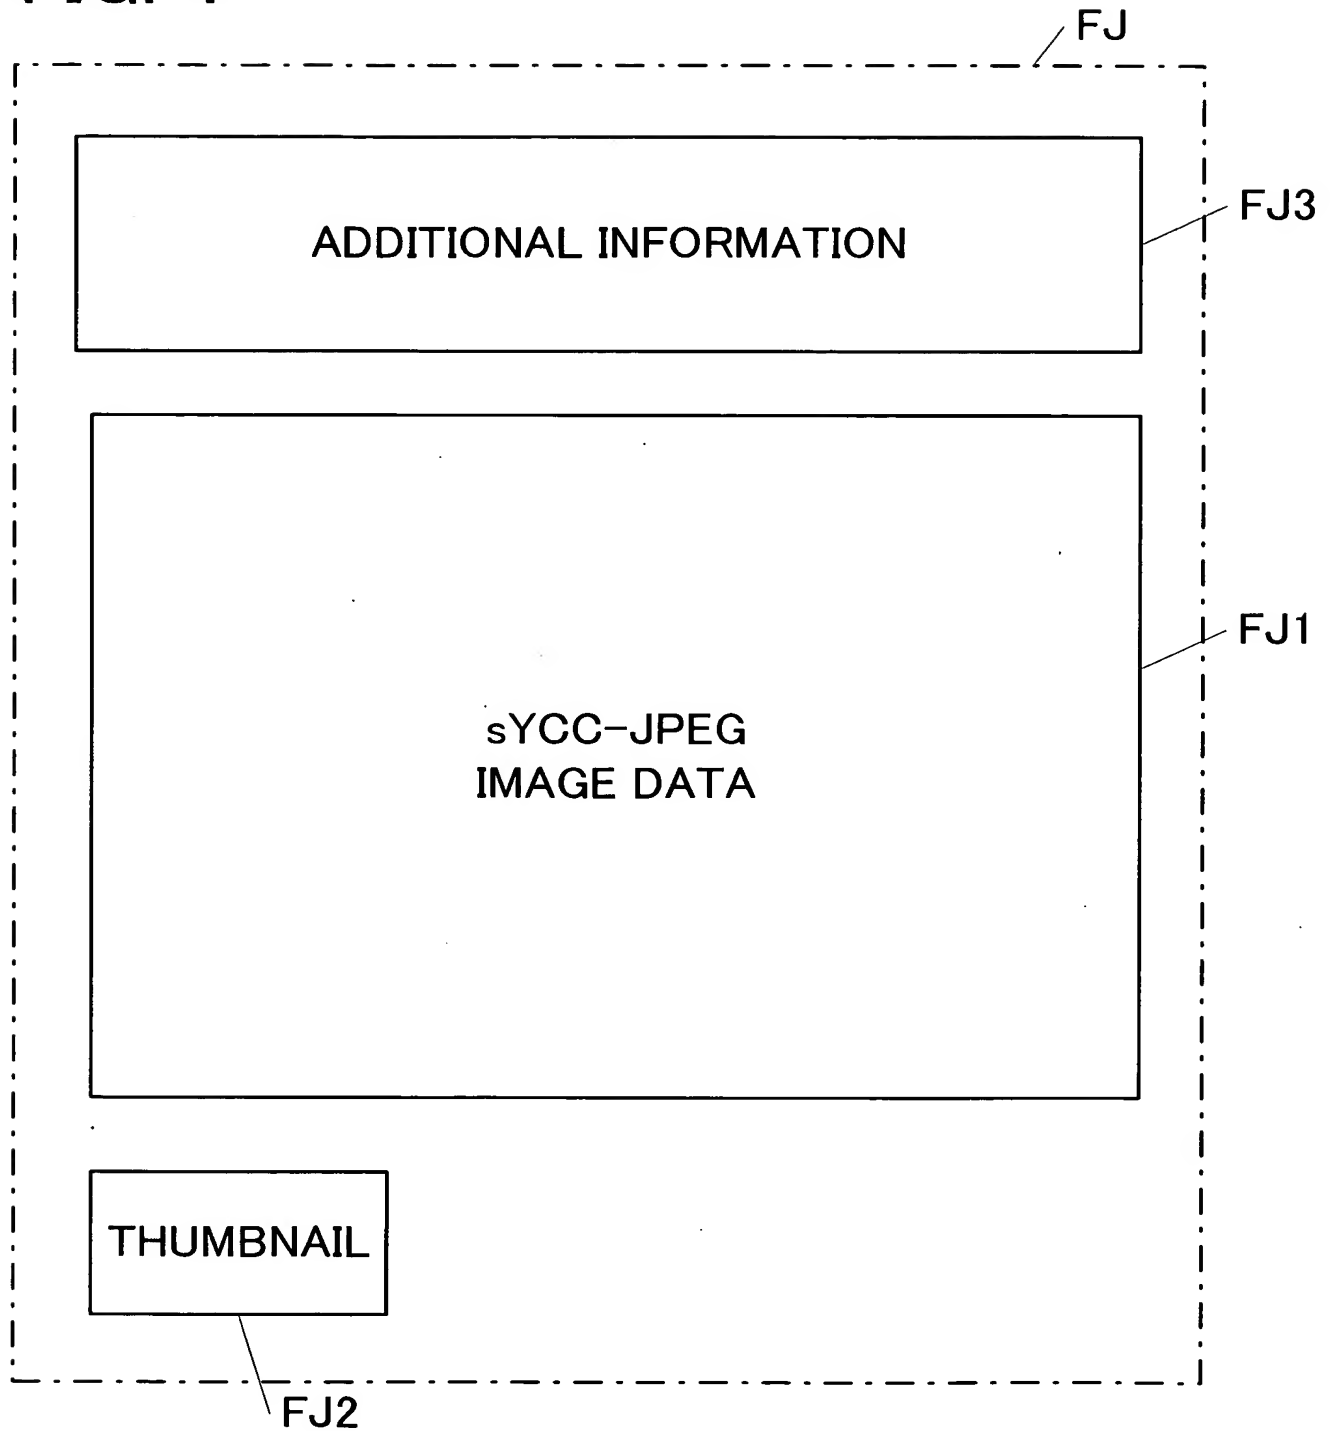 FJ
ADDITIONAL INFORMATION
FJ3
sYCC-JPEG
IMAGE DATA
FJ1
THUMBNAIL
FJ2